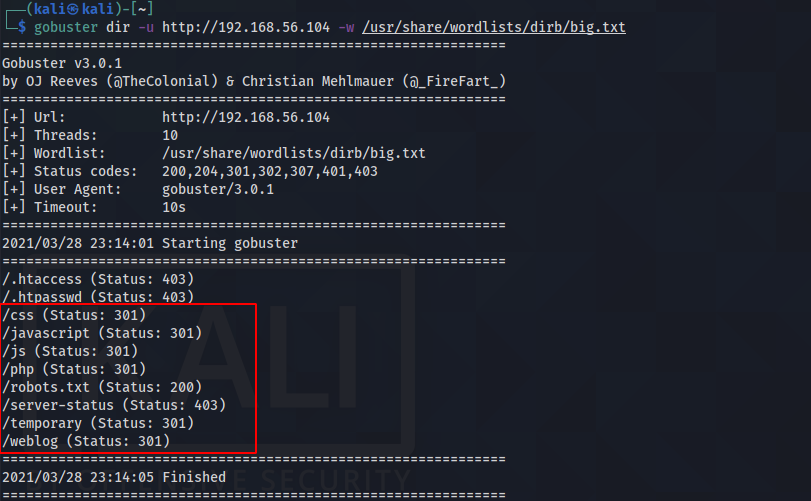 ┌──(kali㉿kali)-[~]
└─$ gobuster dir -u http://192.168.56.104 -w /usr/share/wordlists/dirb/big.txt
===============================================================
Gobuster v3.0.1
by OJ Reeves (@TheColonial) & Christian Mehlmauer (@_FireFart_)
===============================================================
[+] Url:            http://192.168.56.104
[+] Threads:        10
[+] Wordlist:       /usr/share/wordlists/dirb/big.txt
[+] Status codes:   200,204,301,302,307,401,403
[+] User Agent:     gobuster/3.0.1
[+] Timeout:        10s
===============================================================
2021/03/28 23:14:01 Starting gobuster
===============================================================
/.htaccess (Status: 403)
/.htpasswd (Status: 403)
/css (Status: 301)
/javascript (Status: 301)
/js (Status: 301)
/php (Status: 301)
/robots.txt (Status: 200)
/server-status (Status: 403)
/temporary (Status: 301)
/weblog (Status: 301)
===============================================================
2021/03/28 23:14:05 Finished
===============================================================
KALI
BY OFFENSIVE SECURITY